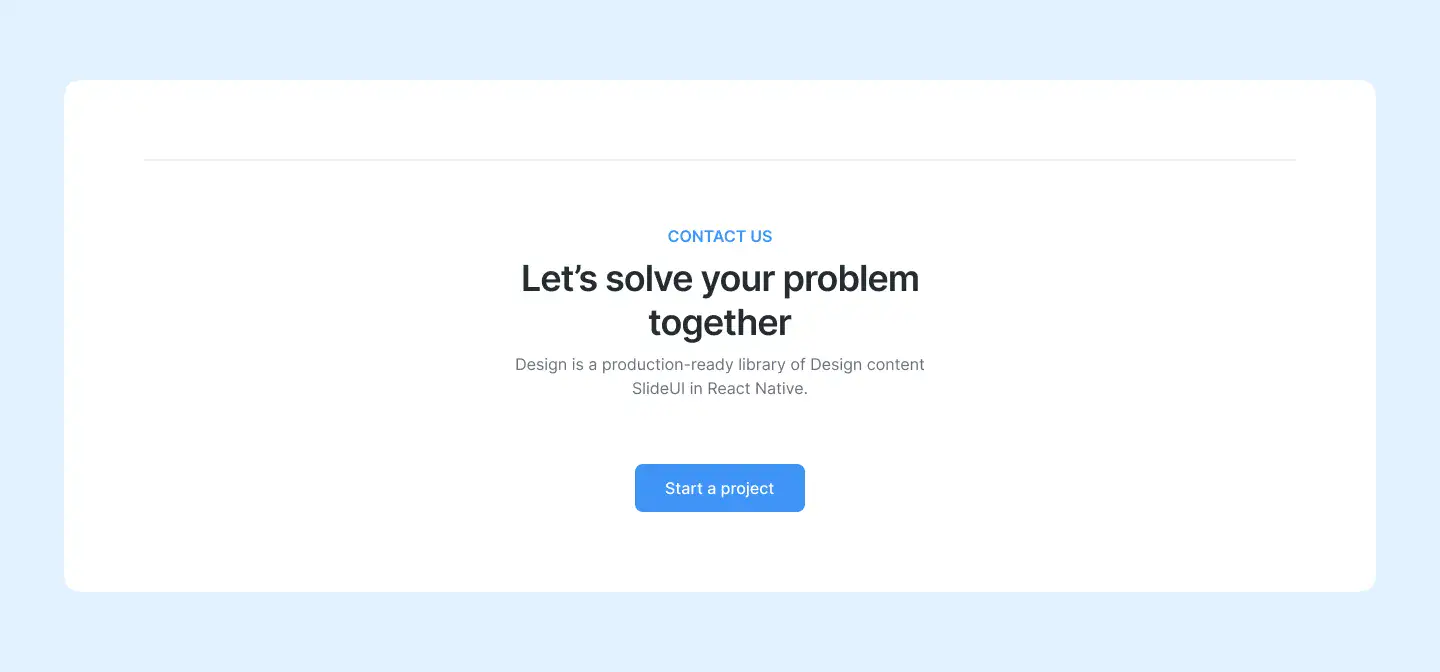 CONTACT US
Let’s solve your problem
together
Design is a production-ready library of Design content
SlideUI in React Native.
Start a project